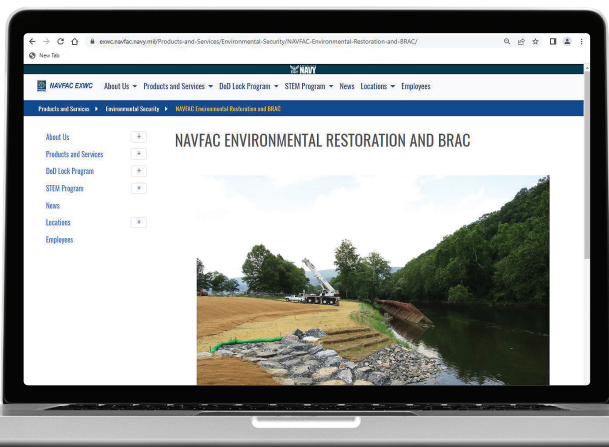 exwc.navfac.navy.mil/Products-and-Services/Environmental-Security/NAVFAC-Environmental-Restoration-and-BRAC/
New Tab
NAVY
NAVFAC EXWC About Us Products and Services DoD Lock Program STEM Program News Locations Employees
Products and Services Environmental Security NAVFAC Environmental Restoration and BRAC
About Us +
Products and Services +
DoD Lock Program +
STEM Program +
News
Locations +
Employees
NAVFAC ENVIRONMENTAL RESTORATION AND BRAC